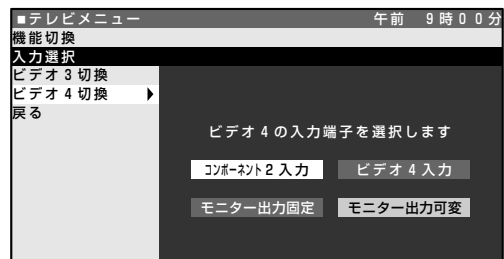 ■テレビメニュー 午前 9時00分
機能切換
入力選択
ビデオ3切換
ビデオ4切換 ▶
戻る
ビデオ4の入力端子を選択します
コンポーネント2入力 ビデオ4入力
モニター出力固定 モニター出力可変